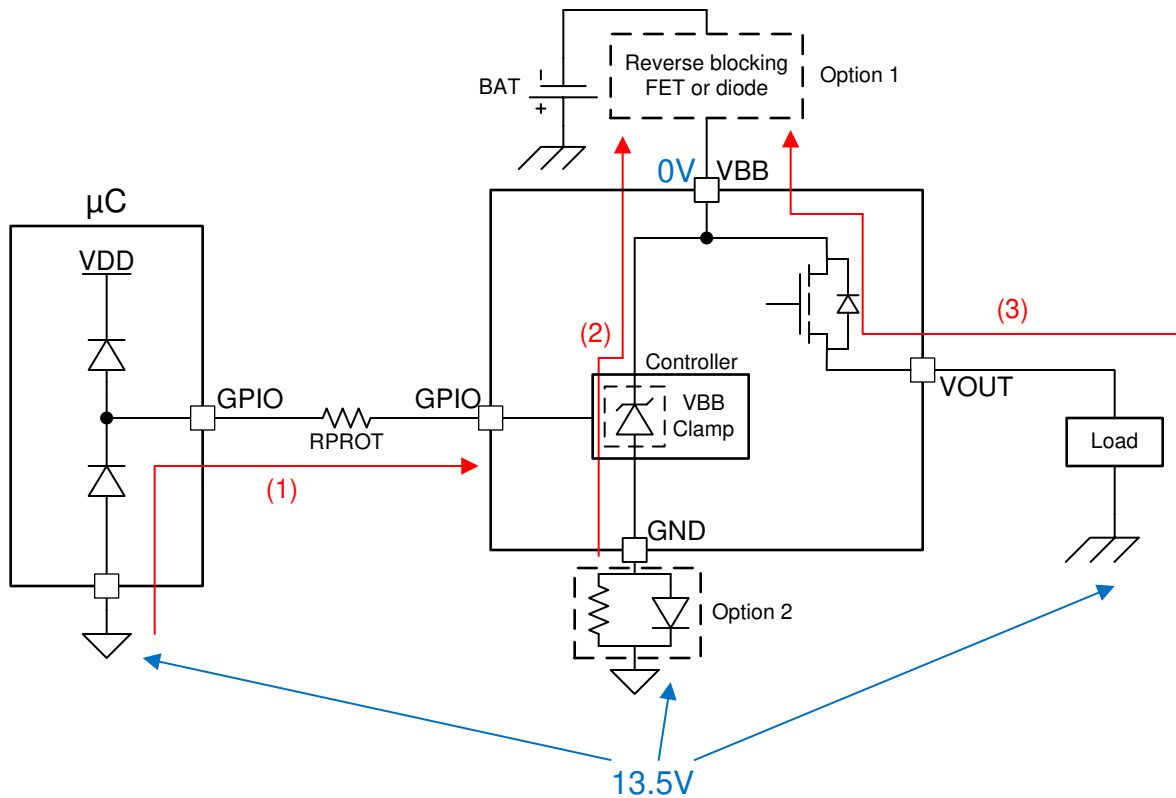 Reverse blocking
FET or diode
Option 1
BAT
-
+
0V
VBB
µC
VDD
(2)
(3)
Controller
GPIO
GPIO
VBB
Clamp
VOUT
RPROT
Load
(1)
GND
Option 2
13.5V